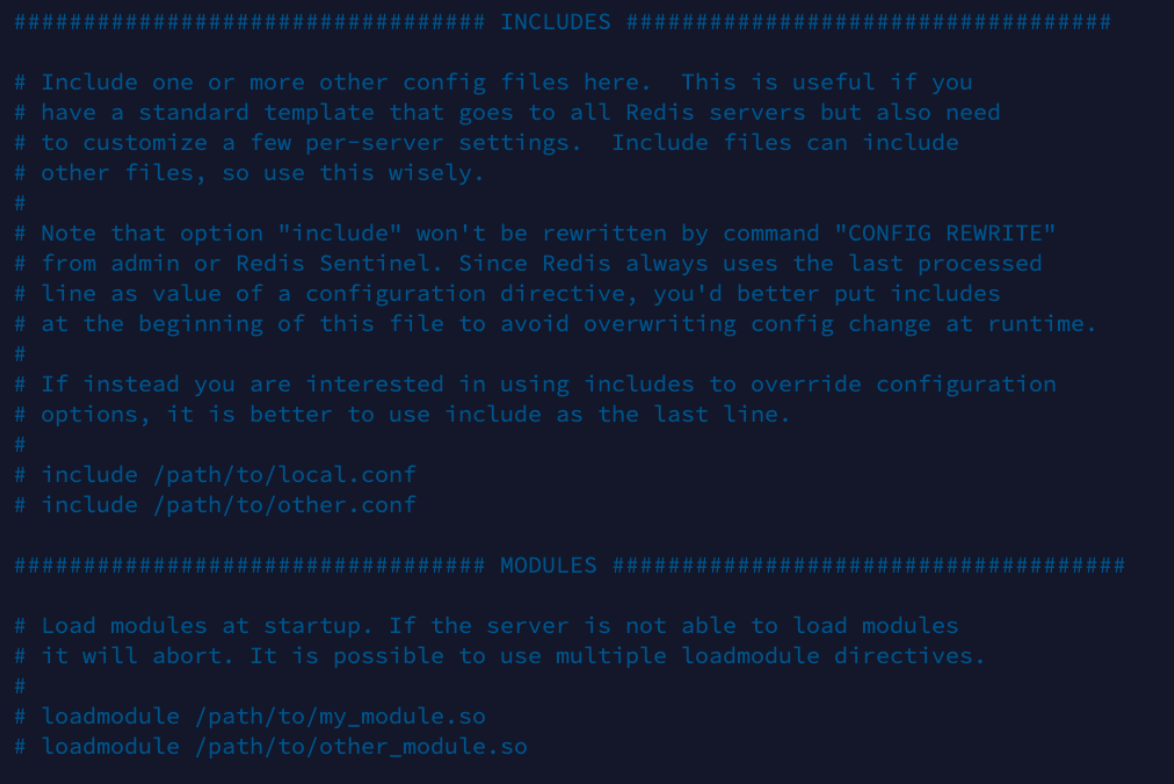 ################################## INCLUDES ###################################

# Include one or more other config files here.  This is useful if you
# have a standard template that goes to all Redis servers but also need
# to customize a few per-server settings.  Include files can include
# other files, so use this wisely.
#
# Note that option "include" won't be rewritten by command "CONFIG REWRITE"
# from admin or Redis Sentinel. Since Redis always uses the last processed
# line as value of a configuration directive, you'd better put includes
# at the beginning of this file to avoid overwriting config change at runtime.
#
# If instead you are interested in using includes to override configuration
# options, it is better to use include as the last line.
#
# include /path/to/local.conf
# include /path/to/other.conf

################################## MODULES #####################################

# Load modules at startup. If the server is not able to load modules
# it will abort. It is possible to use multiple loadmodule directives.
#
# loadmodule /path/to/my_module.so
# loadmodule /path/to/other_module.so